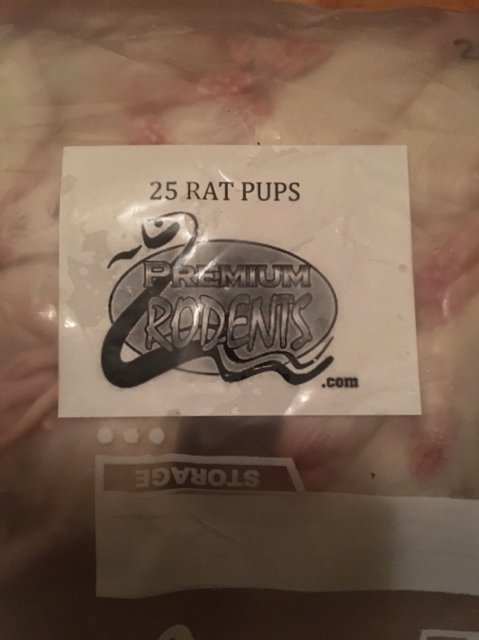 25 RAT PUPS
PREMIUM
RODENTS
.com
STORAGE